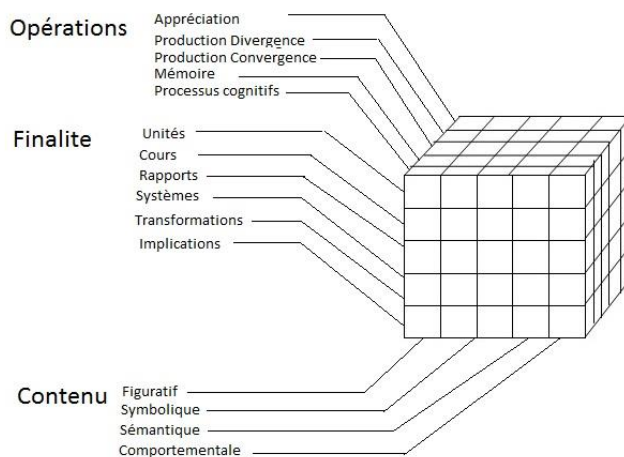 Opérations
Appréciation
Production Divergence
Production Convergence
Mémoire
Processus cognitifs
Finalite
Unités
Cours
Rapports
Systèmes
Transformations
Implications
Contenu
Figuratif
Symbolique
Sémantique
Comportementale